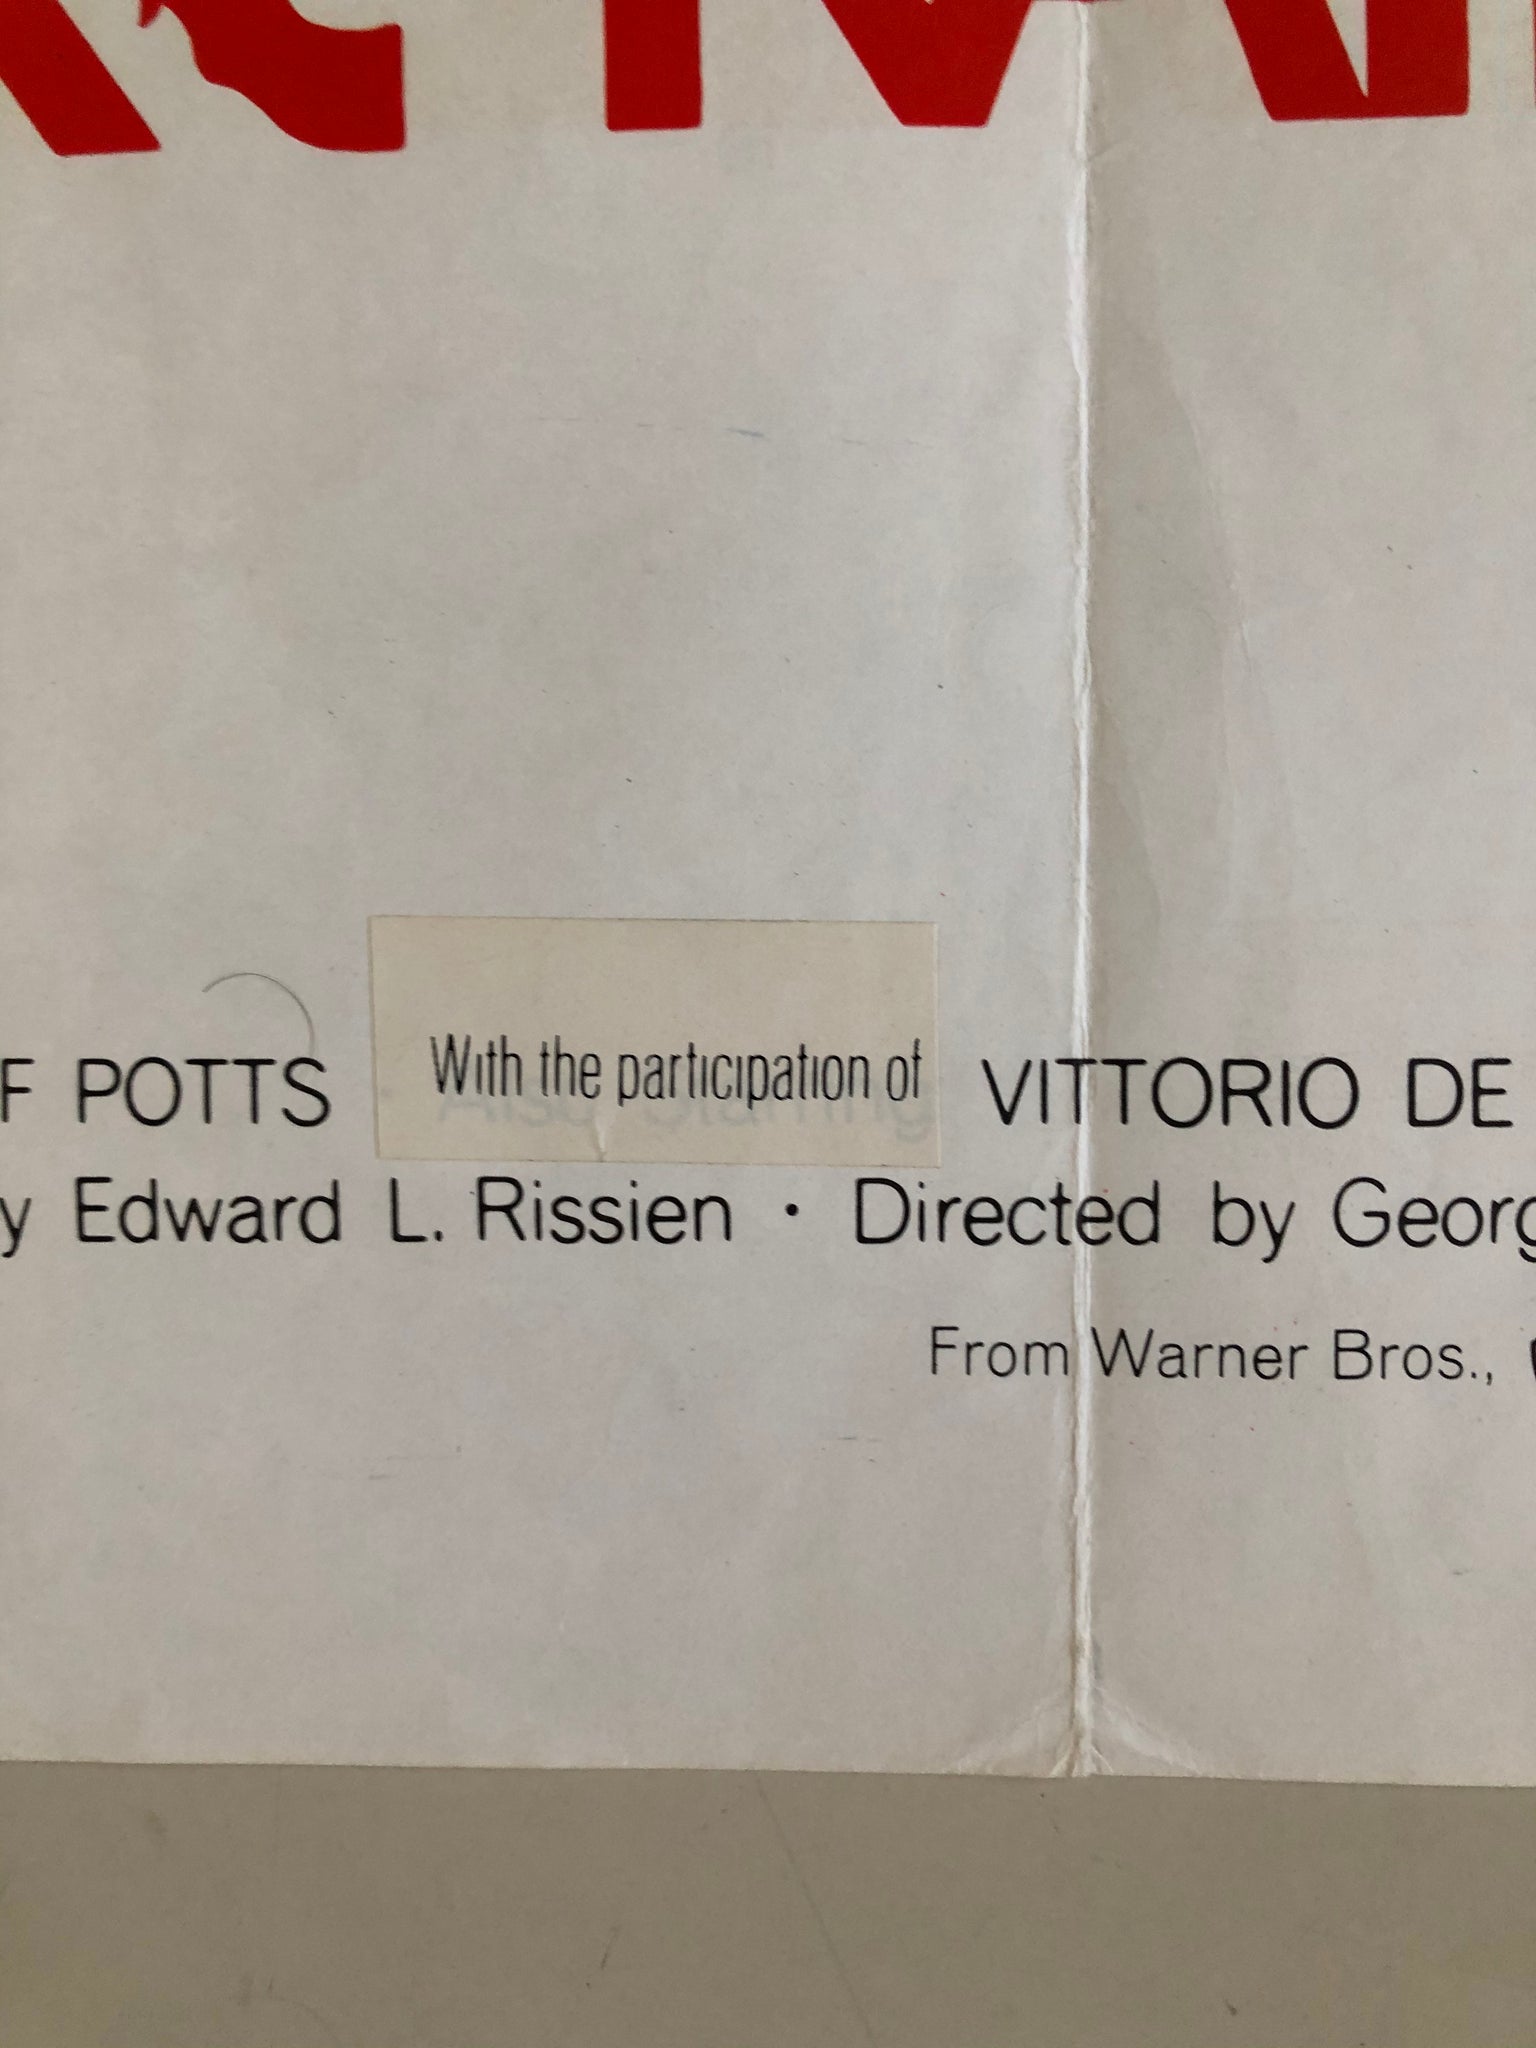 F POTTS With the participation of VITTORIO DE
y Edward L. Rissien · Directed by Georg
From Warner Bros.,